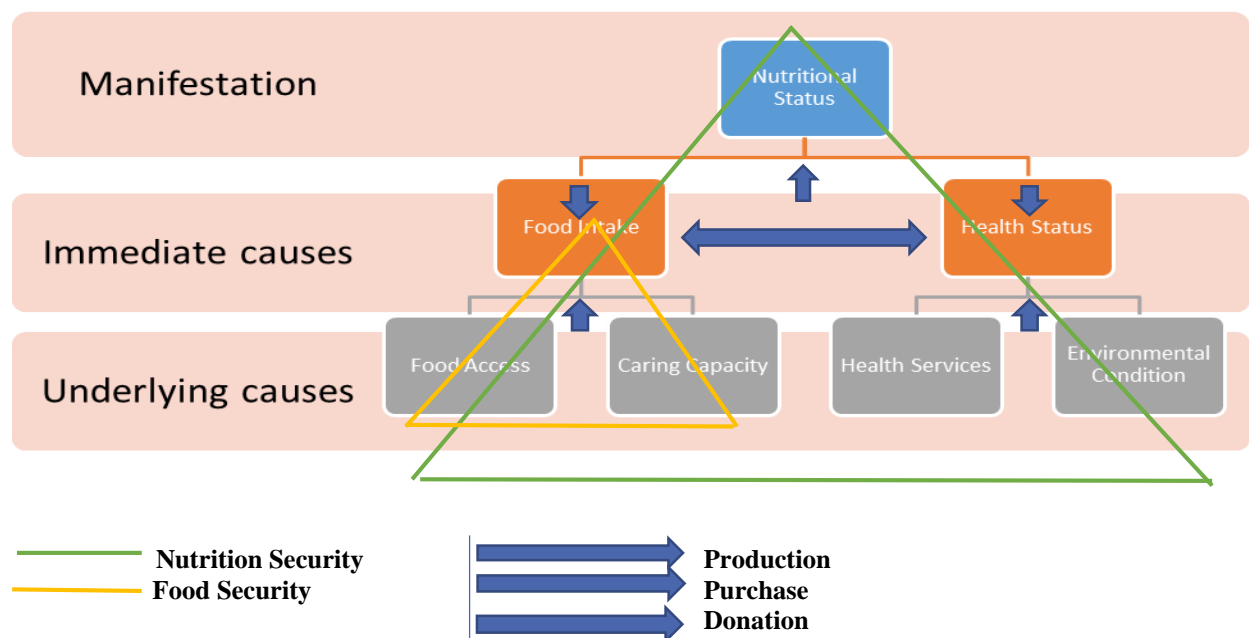 Manifestation
Nutritional
Status
Immediate causes
Food Intake
Health Status
Underlying causes
Food Access
Caring Capacity
Health Services
Environmental
Condition
Nutrition Security
Food Security
Production
Purchase
Donation